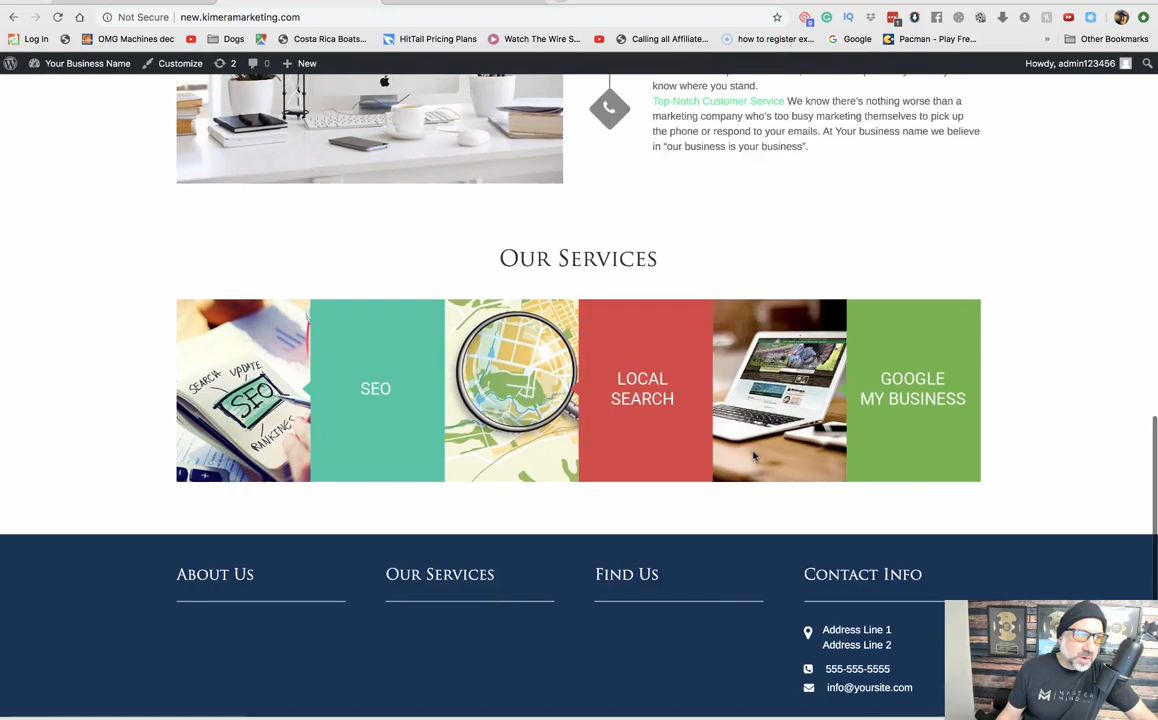 Not Secure
new.kimeramarketing.com
Log In
OMG Machines dec
Dogs
Costa Rica Boats...
HitTail Pricing Plans
Watch The Wire S...
Calling all Affiliate...
how to register ex...
Google
Pacman - Play Fre...
»
Other Bookmarks
Your Business Name
Customize
2
0
New
Howdy, admin123456
know where you stand.
Top-Notch Customer Service We know there's nothing worse than a
marketing company who's too busy marketing themselves to pick up
the phone or respond to your emails. At Your business name we believe
in “our business is your business”.
Our Services
SEARCH UPDATE
SEO
RANKINGS
SEO
LOCAL
SEARCH
GOOGLE
MY BUSINESS
About Us
Our Services
Find Us
Contact Info
Address Line 1
Address Line 2
555-555-5555
info@yoursite.com